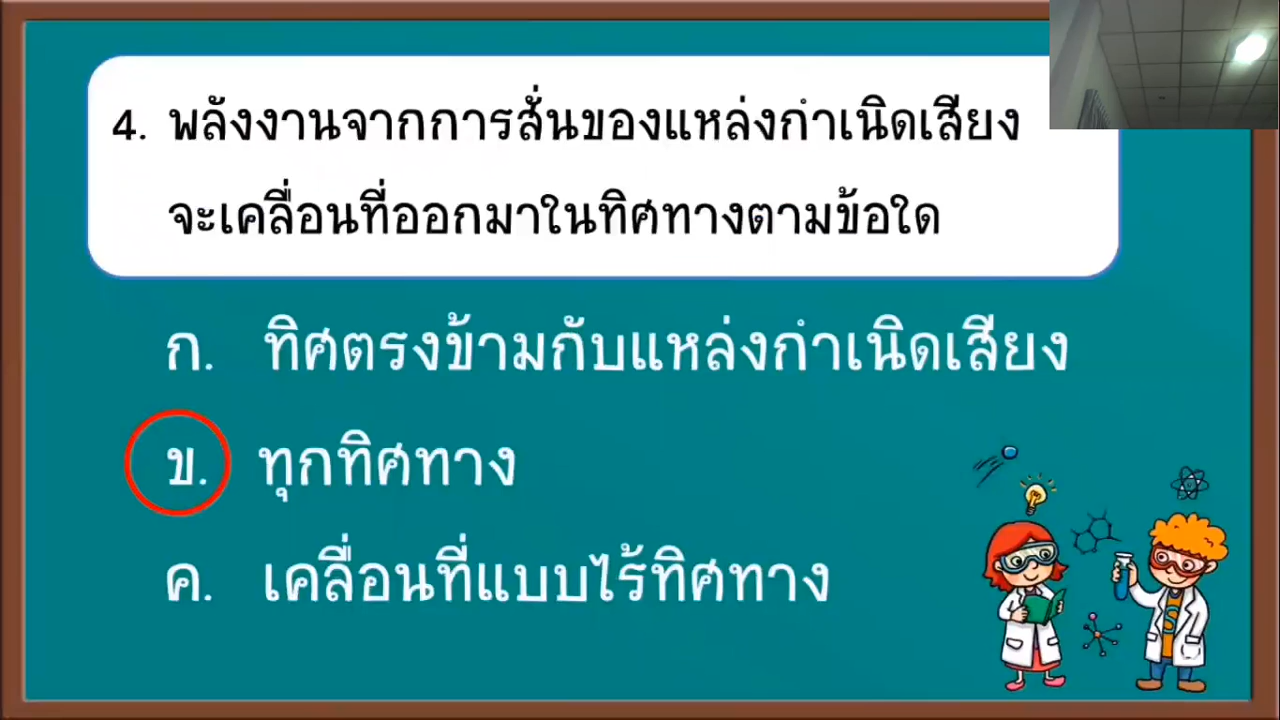 4. พลังงานจากการสั่นของแหล่งกำเนิดเสียง
จะเคลื่อนที่ออกมาในทิศทางตามข้อใด
ก. ทิศตรงข้ามกับแหล่งกำเนิดเสียง
ข. ทุกทิศทาง
ค. เคลื่อนที่แบบไร้ทิศทาง